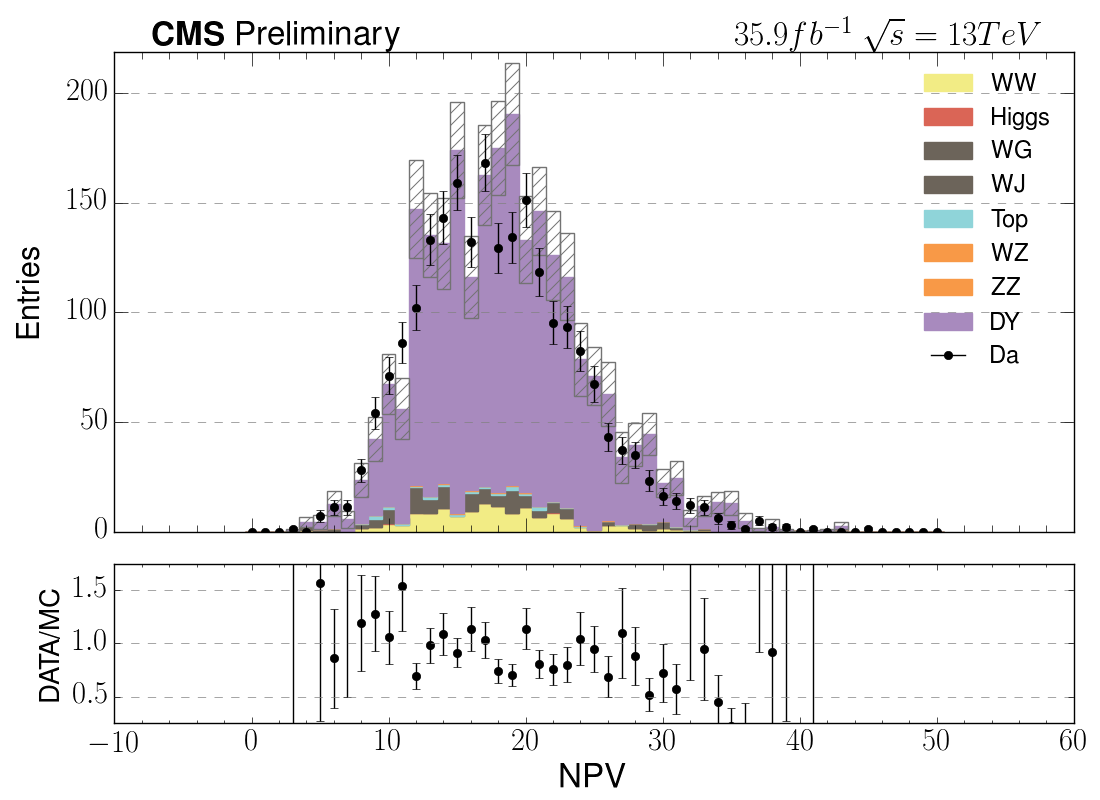 CMS Preliminary 35.9fb⁻¹ √s = 13TeV
200
150
100
50
0
Entries
WW
Higgs
WG
WJ
Top
WZ
ZZ
DY
Da
1.5
1.0
0.5
DATA/MC
−10 0 10 20 30 40 50 60
NPV